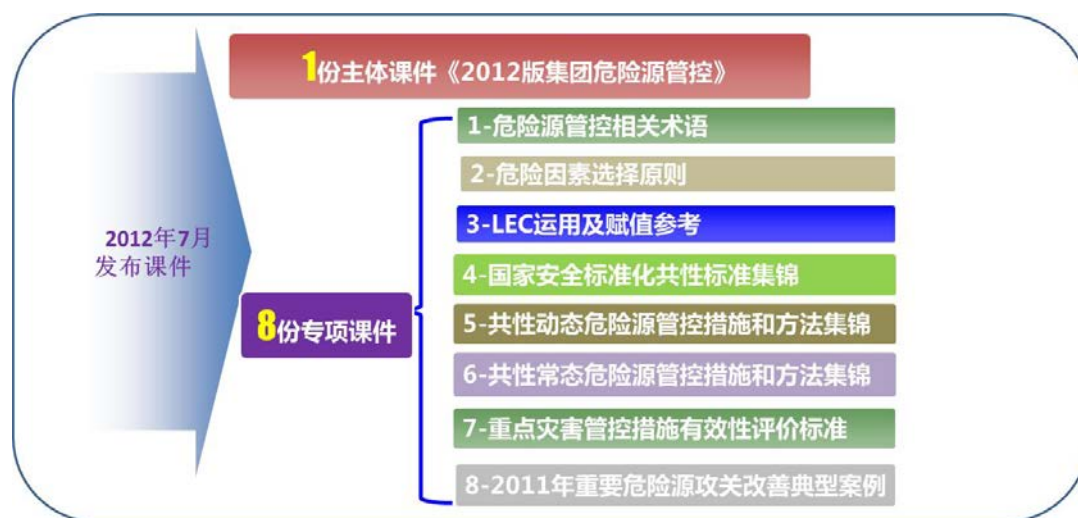 1份主体课件《2012版集团危险源管控》
2012年7月
发布课件
8份专项课件
1-危险源管控相关术语
2-危险因素选择原则
3-LEC运用及赋值参考
4-国家安全标准化共性标准集锦
5-共性动态危险源管控措施和方法集锦
6-共性常态危险源管控措施和方法集锦
7-重点灾害管控措施有效性评价标准
8-2011年重要危险源攻关改善典型案例